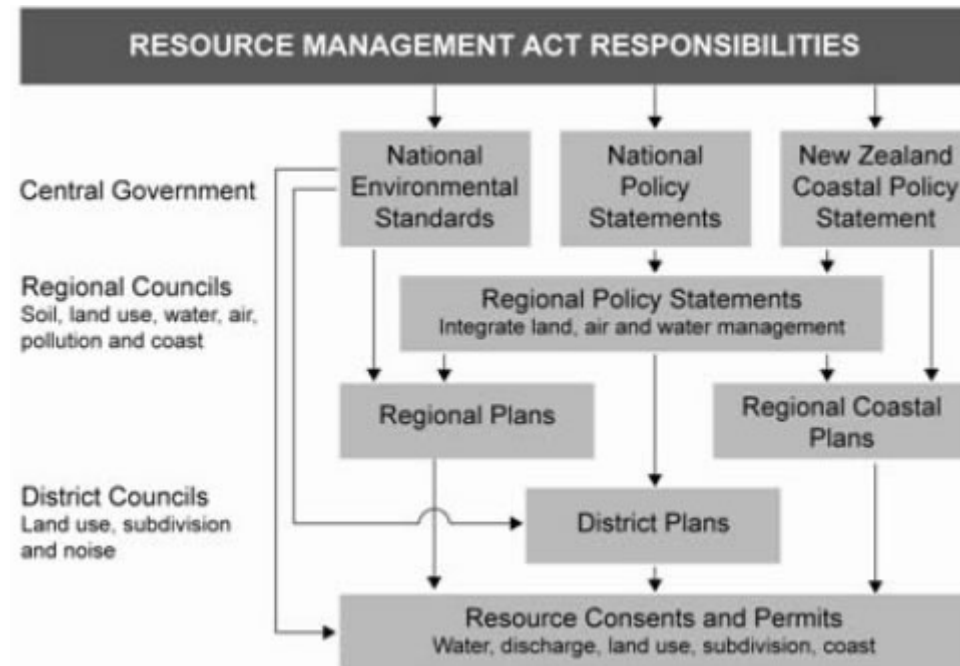 RESOURCE MANAGEMENT ACT RESPONSIBILITIES
Central Government
National
Environmental
Standards
National
Policy
Statements
New Zealand
Coastal Policy
Statement
Regional Councils
Soil, land use, water, air,
pollution and coast
Regional Policy Statements
Integrate land, air and water management
Regional Plans
Regional Coastal
Plans
District Councils
Land use, subdivision
and noise
District Plans
Resource Consents and Permits
Water, discharge, land use, subdivision, coast